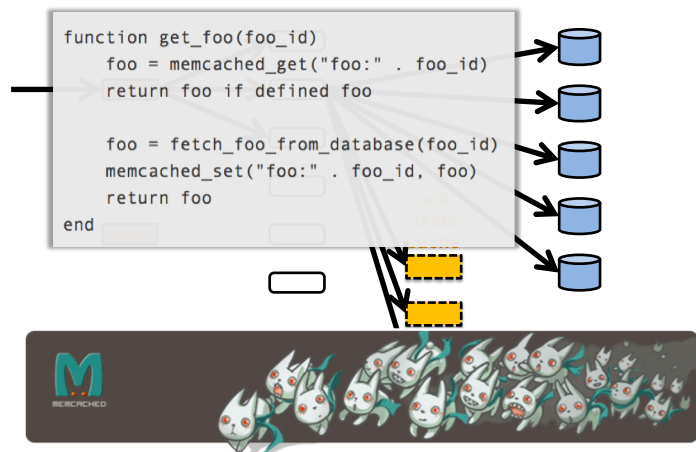 function get_foo(foo_id)
    foo = memcached_get("foo:" . foo_id)
    return foo if defined foo

    foo = fetch_foo_from_database(foo_id)
    memcached_set("foo:" . foo_id, foo)
    return foo
end
MEMCACHED